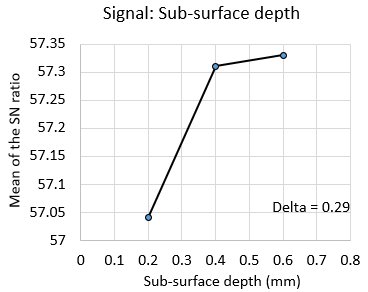 Signal: Sub-surface depth
Mean of the SN ratio
57.35
57.3
57.25
57.2
57.15
57.1
57.05
57
Delta = 0.29
0 0.1 0.2 0.3 0.4 0.5 0.6 0.7 0.8
Sub-surface depth (mm)